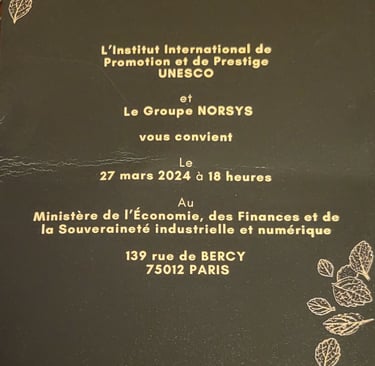 L'Institut International de
Promotion et de Prestige
UNESCO
et
Le Groupe NORSYS
vous convient
Le
27 mars 2024 à 18 heures
Au
Ministère de l'Économie, des Finances et de
la Souveraineté industrielle et numérique
139 rue de BERCY
75012 PARIS